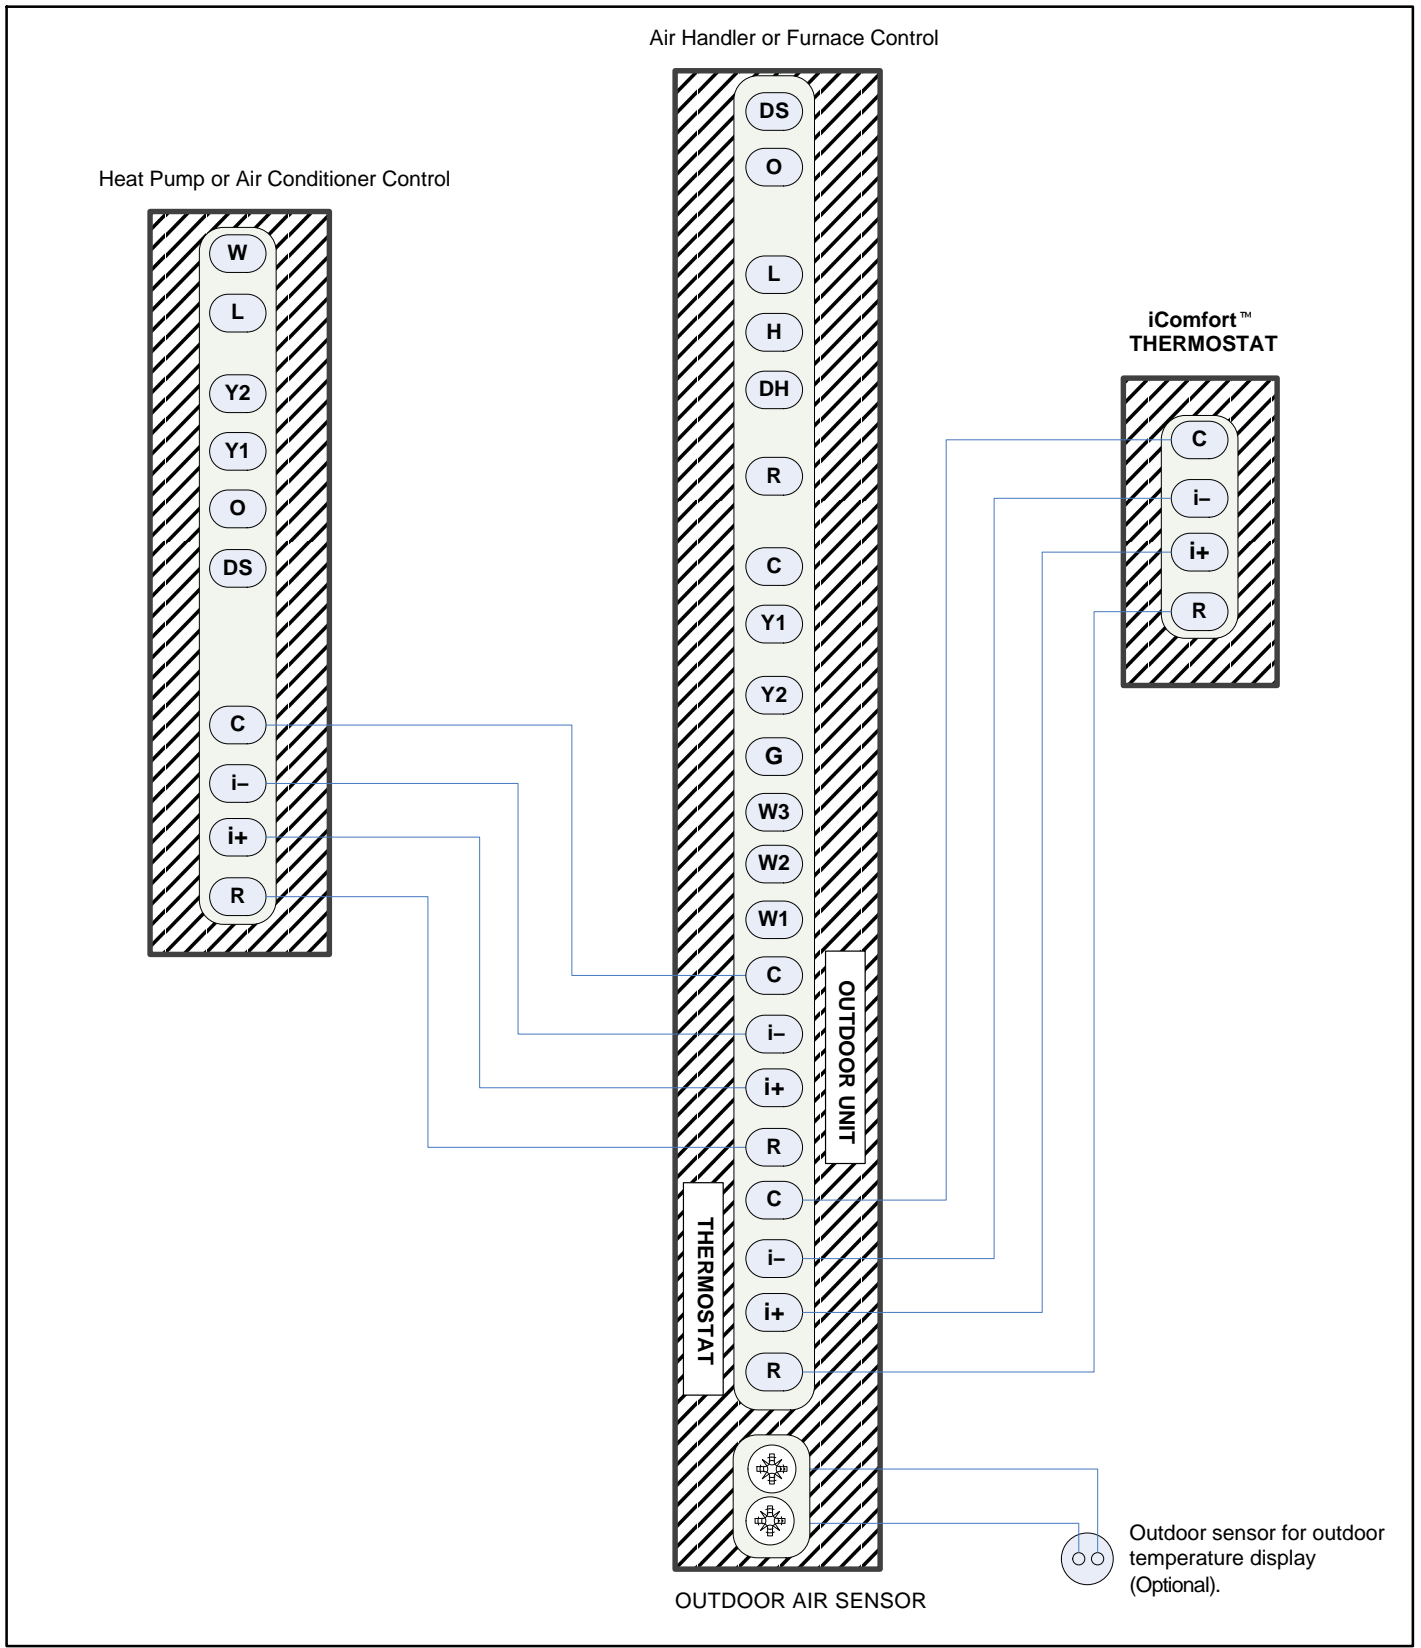 Air Handler or Furnace Control
DS
O
L
H
DH
R
C
Y1
Y2
G
W3
W2
W1
C
i–
i+
R
C
i–
i+
R
OUTDOOR UNIT
THERMOSTAT
OUTDOOR AIR SENSOR
Heat Pump or Air Conditioner Control
W
L
Y2
Y1
O
DS
C
i–
i+
R
iComfort™
THERMOSTAT
C
i–
i+
R
Outdoor sensor for outdoor
temperature display
(Optional).